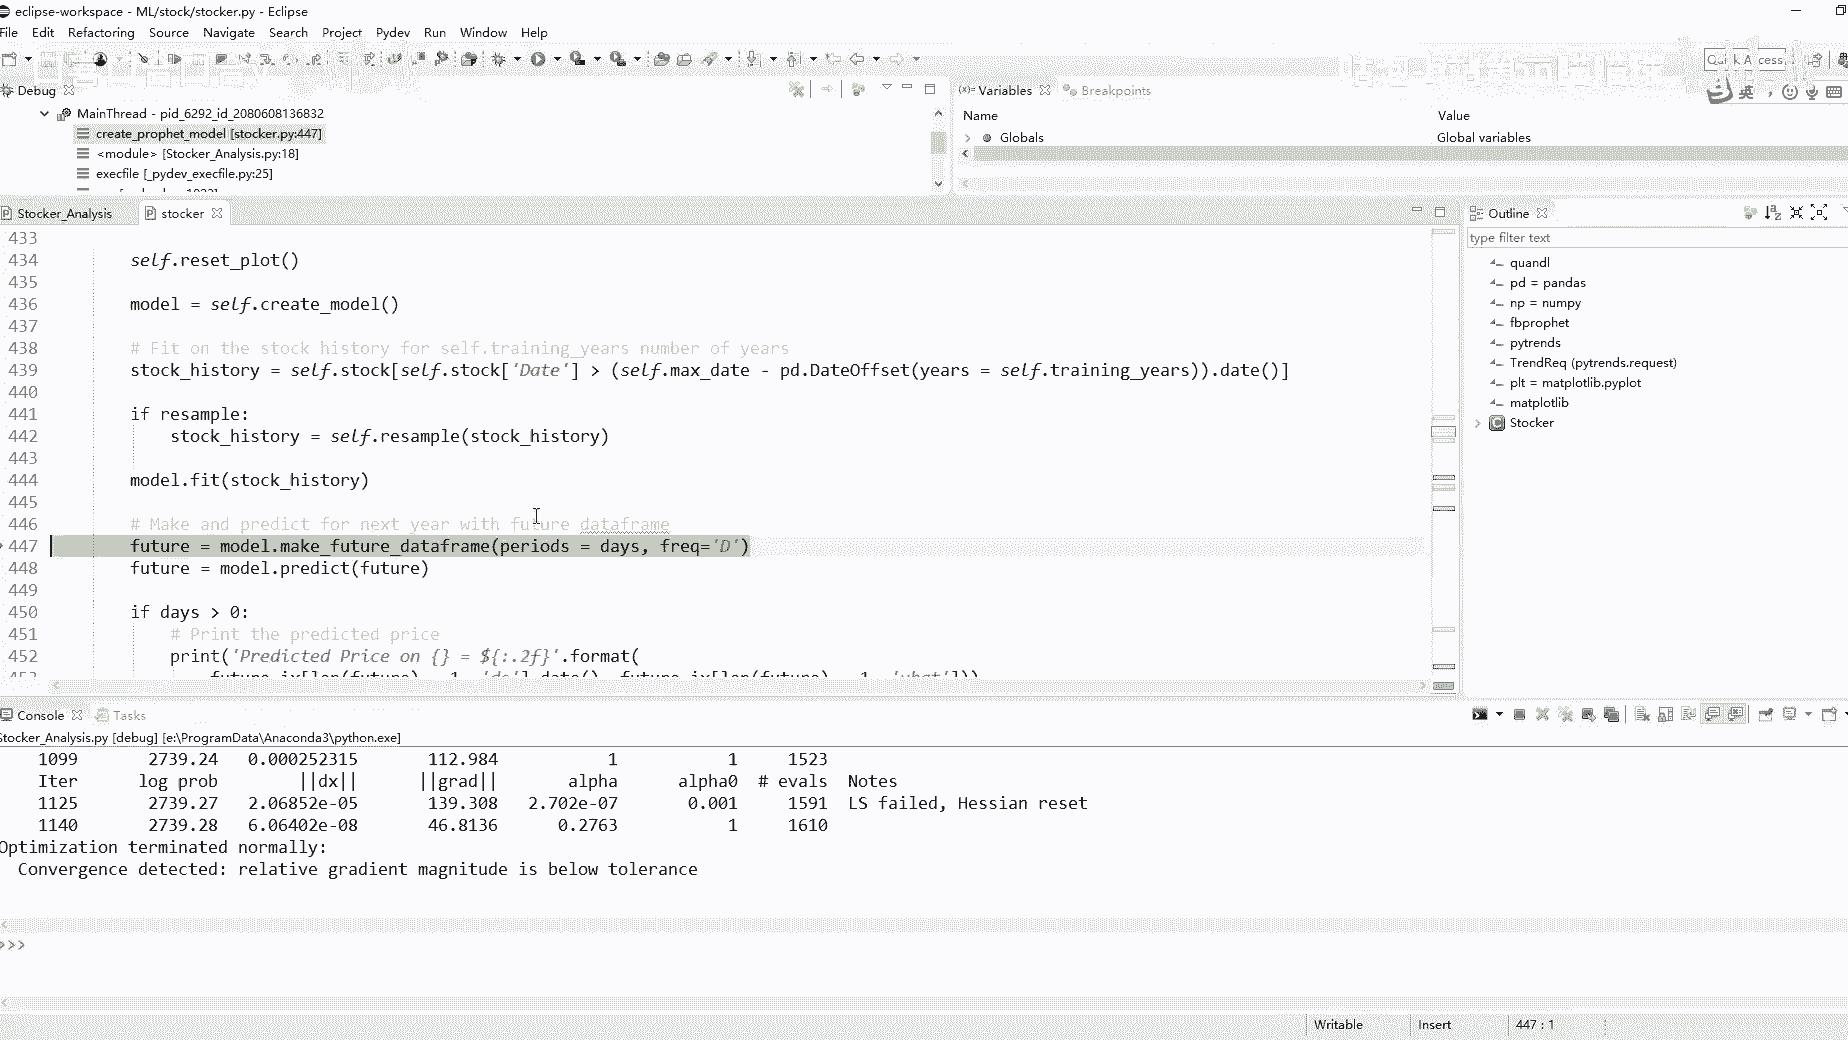 eclipse-workspace - ML/stock/stocker.py - Eclipse
File Edit Refactoring Source Navigate Search Project Pydev Run Window Help
Debug
MainThread - pid_6292_id_2080608136832
create_prophet_model [stocker.py:447]
<module> [Stocker_Analysis.py:18]
execfile [_pydev_execfile.py:25]
(x)= Variables Breakpoints
Name Value
Globals Global variables
Stocker_Analysis stocker
433
434 self.reset_plot()
435
436 model = self.create_model()
437
438 # Fit on the stock history for self.training_years number of years
439 stock_history = self.stock[self.stock['Date'] > (self.max_date - pd.DateOffset(years = self.training_years)).date()]
440
441 if resample:
442 stock_history = self.resample(stock_history)
443
444 model.fit(stock_history)
445
446 # Make and predict for next year with future dataframe
447 future = model.make_future_dataframe(periods = days, freq='D')
448 future = model.predict(future)
449
450 if days > 0:
451 # Print the predicted price
452 print('Predicted Price on {} = ${:.2f}'.format(
Outline
type filter text
quandl
pd = pandas
np = numpy
fbprophet
pytrends
TrendReq (pytrends.request)
plt = matplotlib.pyplot
matplotlib
Stocker
Console Tasks
Stocker_Analysis.py [debug] [e:\ProgramData\Anaconda3\python.exe]
1099 2739.24 0.000252315 112.984 1 1 1523
Iter log prob ||dx|| ||grad|| alpha alpha0 # evals Notes
1125 2739.27 2.06852e-05 139.308 2.702e-07 0.001 1591 LS failed, Hessian reset
1140 2739.28 6.06402e-08 46.8136 0.2763 1 1610
Optimization terminated normally:
Convergence detected: relative gradient magnitude is below tolerance
>>>
Writable Insert 447 : 1